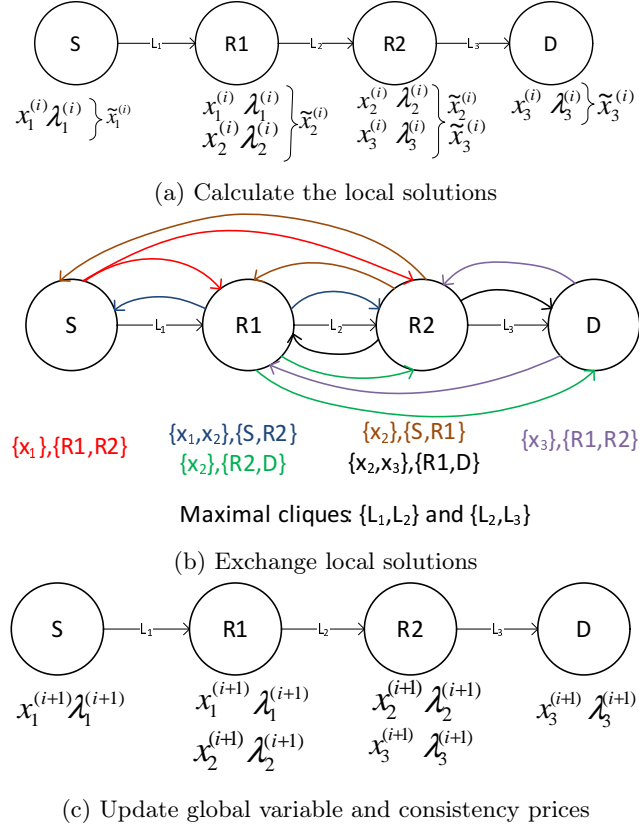 S L₁ R1 L₂ R2 L₃ D
x₁⁽ⁱ⁾ λ₁⁽ⁱ⁾ } x̃₁⁽ⁱ⁾ x₁⁽ⁱ⁾ λ₁⁽ⁱ⁾ x₂⁽ⁱ⁾ λ₂⁽ⁱ⁾ } x̃₂⁽ⁱ⁾ x₂⁽ⁱ⁾ λ₂⁽ⁱ⁾ x₃⁽ⁱ⁾ λ₃⁽ⁱ⁾ } x̃₂⁽ⁱ⁾ x̃₃⁽ⁱ⁾ x₃⁽ⁱ⁾ λ₃⁽ⁱ⁾ } x̃₃⁽ⁱ⁾
(a) Calculate the local solutions
S L₁ R1 L₂ R2 L₃ D
{x₁},{R1,R2} {x₁,x₂},{S,R2} {x₂},{S,R1} {x₃},{R1,R2}
{x₂},{R2,D} {x₂,x₃},{R1,D}
Maximal cliques: {L₁,L₂} and {L₂,L₃}
(b) Exchange local solutions
S L₁ R1 L₂ R2 L₃ D
x₁⁽ⁱ⁺¹⁾ λ₁⁽ⁱ⁺¹⁾ x₁⁽ⁱ⁺¹⁾ λ₁⁽ⁱ⁺¹⁾ x₂⁽ⁱ⁺¹⁾ λ₂⁽ⁱ⁺¹⁾ x₃⁽ⁱ⁺¹⁾ λ₃⁽ⁱ⁺¹⁾
x₂⁽ⁱ⁺¹⁾ λ₂⁽ⁱ⁺¹⁾ x₃⁽ⁱ⁺¹⁾ λ₃⁽ⁱ⁺¹⁾
(c) Update global variable and consistency prices